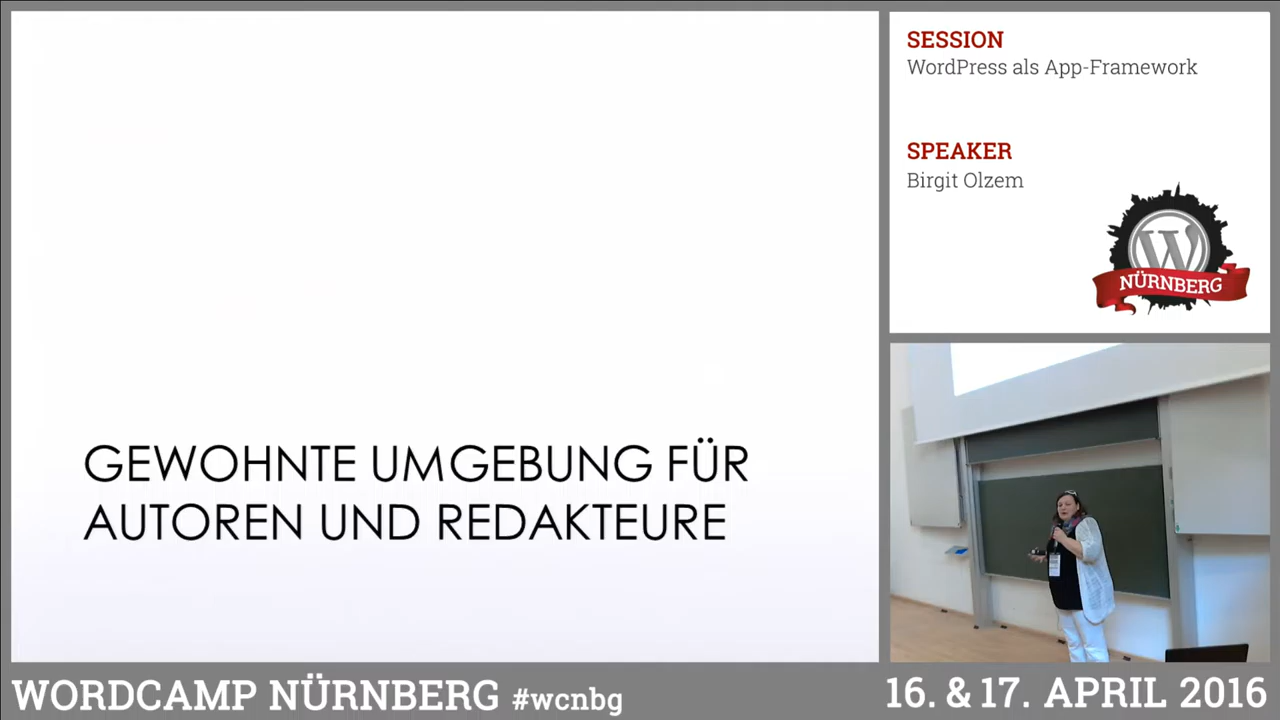 GEWOHNTE UMGEBUNG FÜR
AUTOREN UND REDAKTEURE
SESSION
WordPress als App-Framework
SPEAKER
Birgit Olzem
W
NÜRNBERG
WORDCAMP NÜRNBERG #wcnbg
16. & 17. APRIL 2016